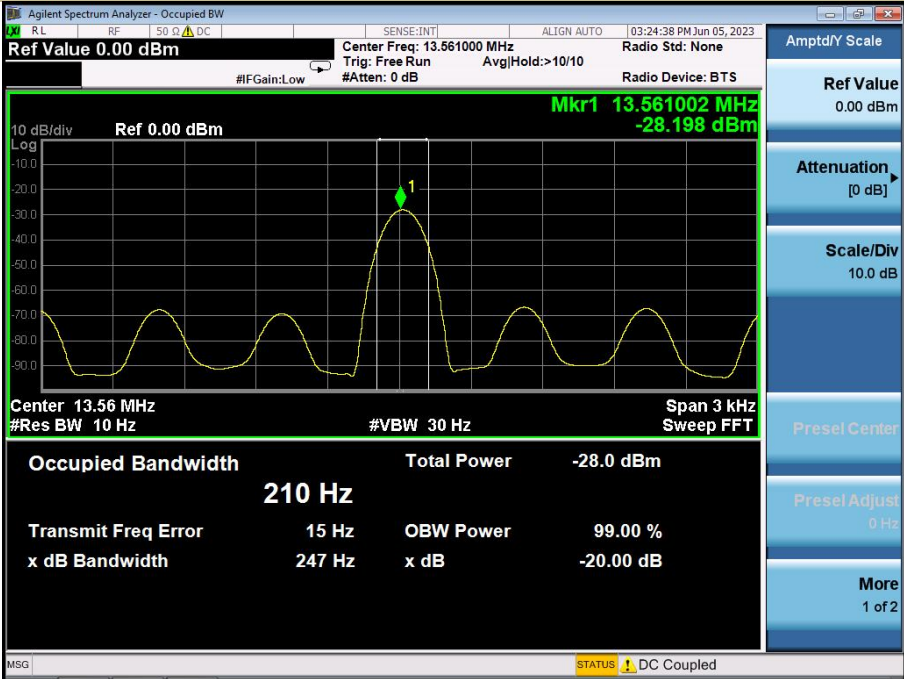 Agilent Spectrum Analyzer - Occupied BW
LXI RL RF 50 Ω DC SENSE:INT ALIGN AUTO 03:24:38 PM Jun 05, 2023
Ref Value 0.00 dBm
Center Freq: 13.561000 MHz
Radio Std: None
Trig: Free Run Avg|Hold:>10/10
#IFGain:Low
#Atten: 0 dB
Radio Device: BTS
Mkr1 13.561002 MHz
-28.198 dBm
10 dB/div Ref 0.00 dBm
Log
-10.0
-20.0
-30.0
-40.0
-50.0
-60.0
-70.0
-80.0
-90.0
1
Center 13.56 MHz
Span 3 kHz
#Res BW 10 Hz
#VBW 30 Hz
Sweep FFT
Occupied Bandwidth
Total Power -28.0 dBm
210 Hz
Transmit Freq Error 15 Hz
OBW Power 99.00 %
x dB Bandwidth 247 Hz
x dB -20.00 dB
Amptd/Y Scale
Ref Value
0.00 dBm
Attenuation
[0 dB]
Scale/Div
10.0 dB
Presel Center
Presel Adjust
0 Hz
More
1 of 2
MSG
STATUS DC Coupled